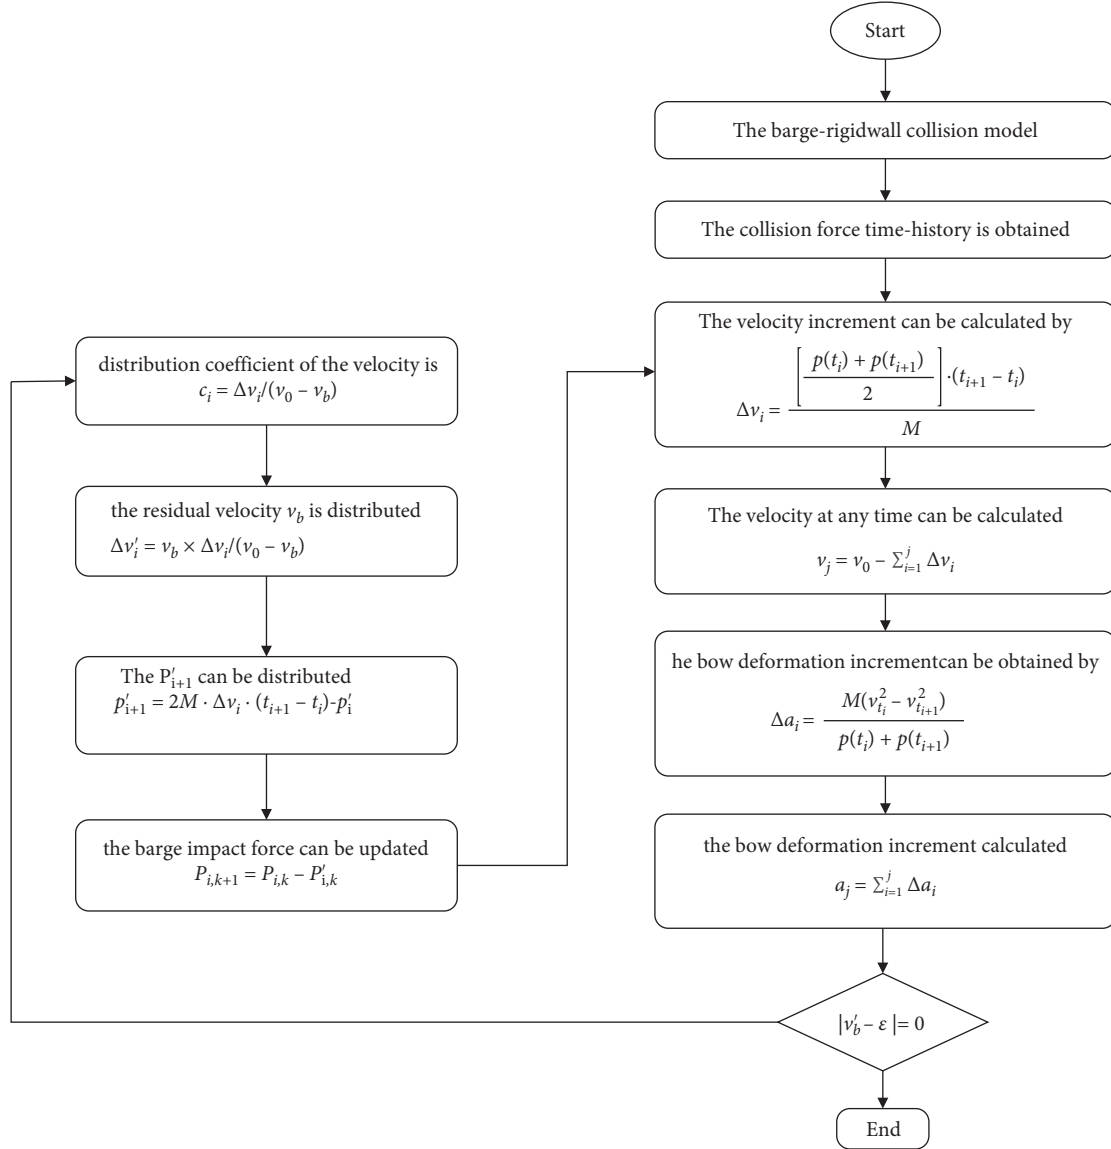 Start
The barge-rigidwall collision model
The collision force time-history is obtained
The velocity increment can be calculated by
Δv_i = [(p(t_i) + p(t_{i+1}))/2]·(t_{i+1} – t_i) / M
The velocity at any time can be calculated
v_j = v_0 – ∑_{i=1}^{j} Δv_i
he bow deformation incrementcan be obtained by
Δa_i = M(v_{t_i}^2 – v_{t_{i+1}}^2) / p(t_i) + p(t_{i+1})
the bow deformation increment calculated
a_j = ∑_{i=1}^{j} Δa_i
|v′_b – ε| = 0
End
distribution coefficient of the velocity is
c_i = Δv_i/(v_0 – v_b)
the residual velocity v_b is distributed
Δv′_i = v_b × Δv_i/(v_0 – v_b)
The P′_{i+1} can be distributed
p′_{i+1} = 2M · Δv_i · (t_{i+1} – t_i)-p′_i
the barge impact force can be updated
P_{i,k+1} = P_{i,k} – P′_{i,k}